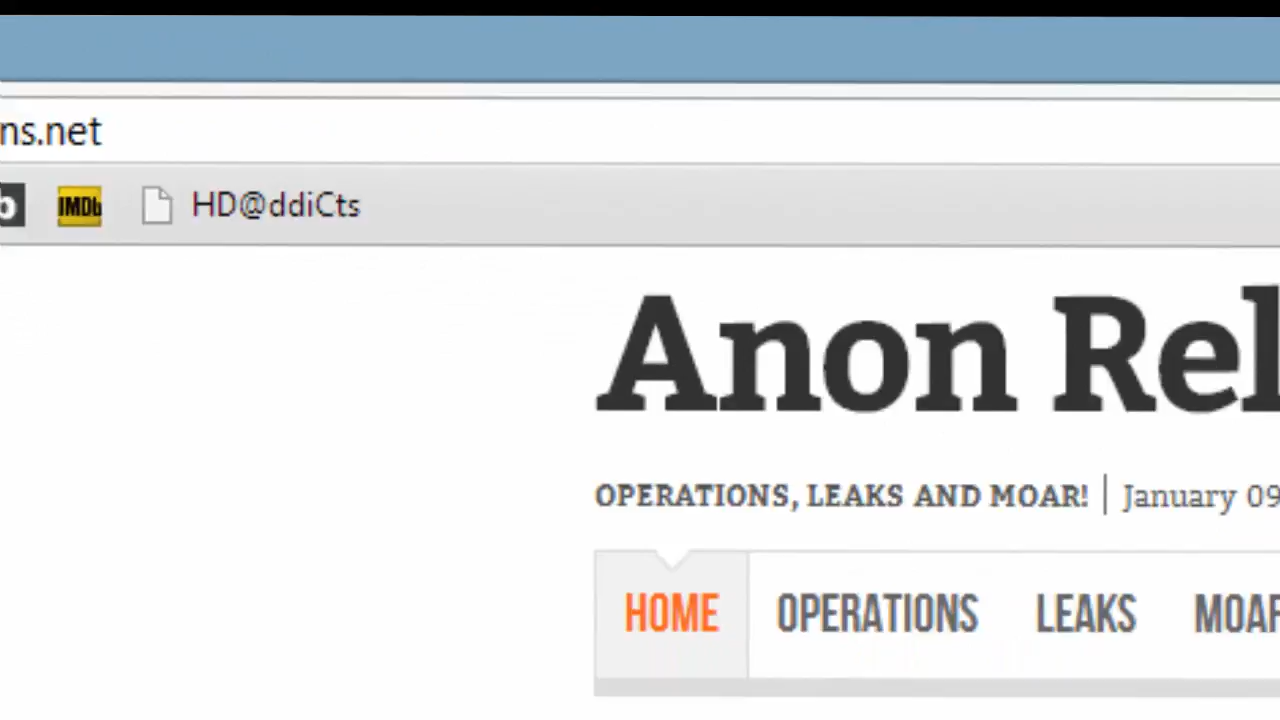 ns.net
b IMDb HD@ddiCts
Anon Rel
OPERATIONS, LEAKS AND MOAR! | January 09
HOME OPERATIONS LEAKS MOAR